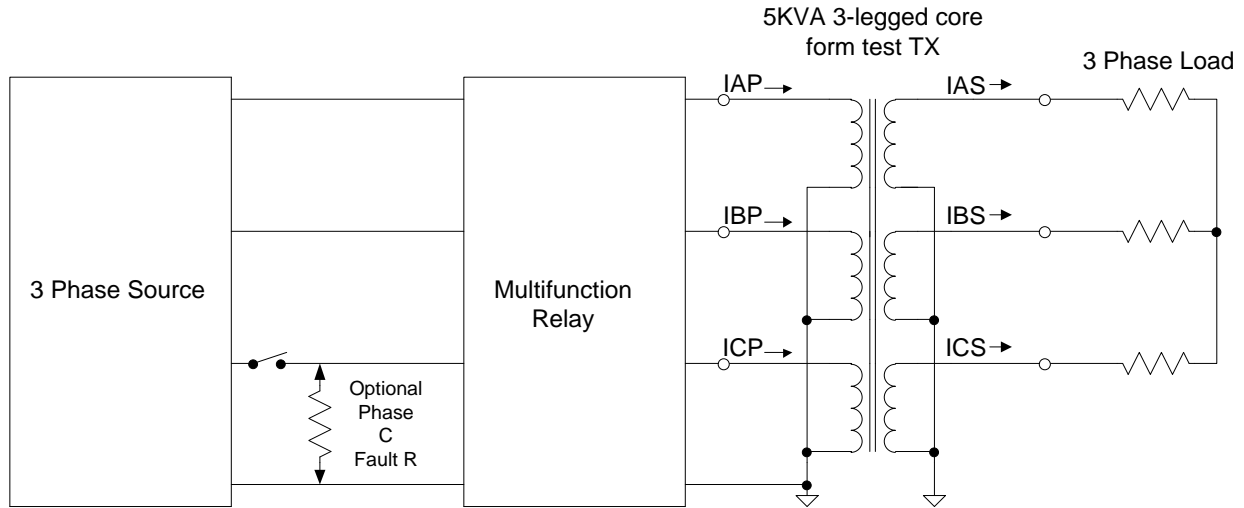 5KVA 3-legged core
form test TX
3 Phase Load
IAP
IAS
IBP
IBS
3 Phase Source
Multifunction
Relay
ICP
ICS
Optional
Phase
C
Fault R